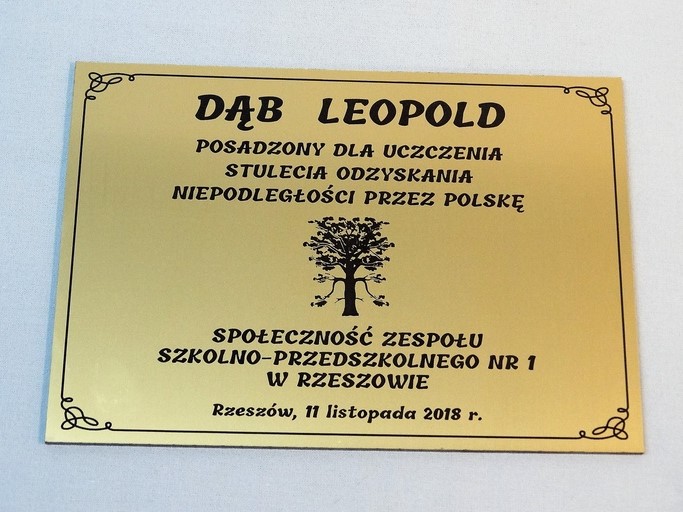 DĄB LEOPOLD
POSADZONY DLA UCZCZENIA
STULECIA ODZYSKANIA
NIEPODLEGŁOŚCI PRZEZ POLSKĘ
SPOŁECZNOŚĆ ZESPOŁU
SZKOLNO-PRZEDSZKOLNEGO NR 1
W RZESZOWIE
Rzeszów, 11 listopada 2018 r.